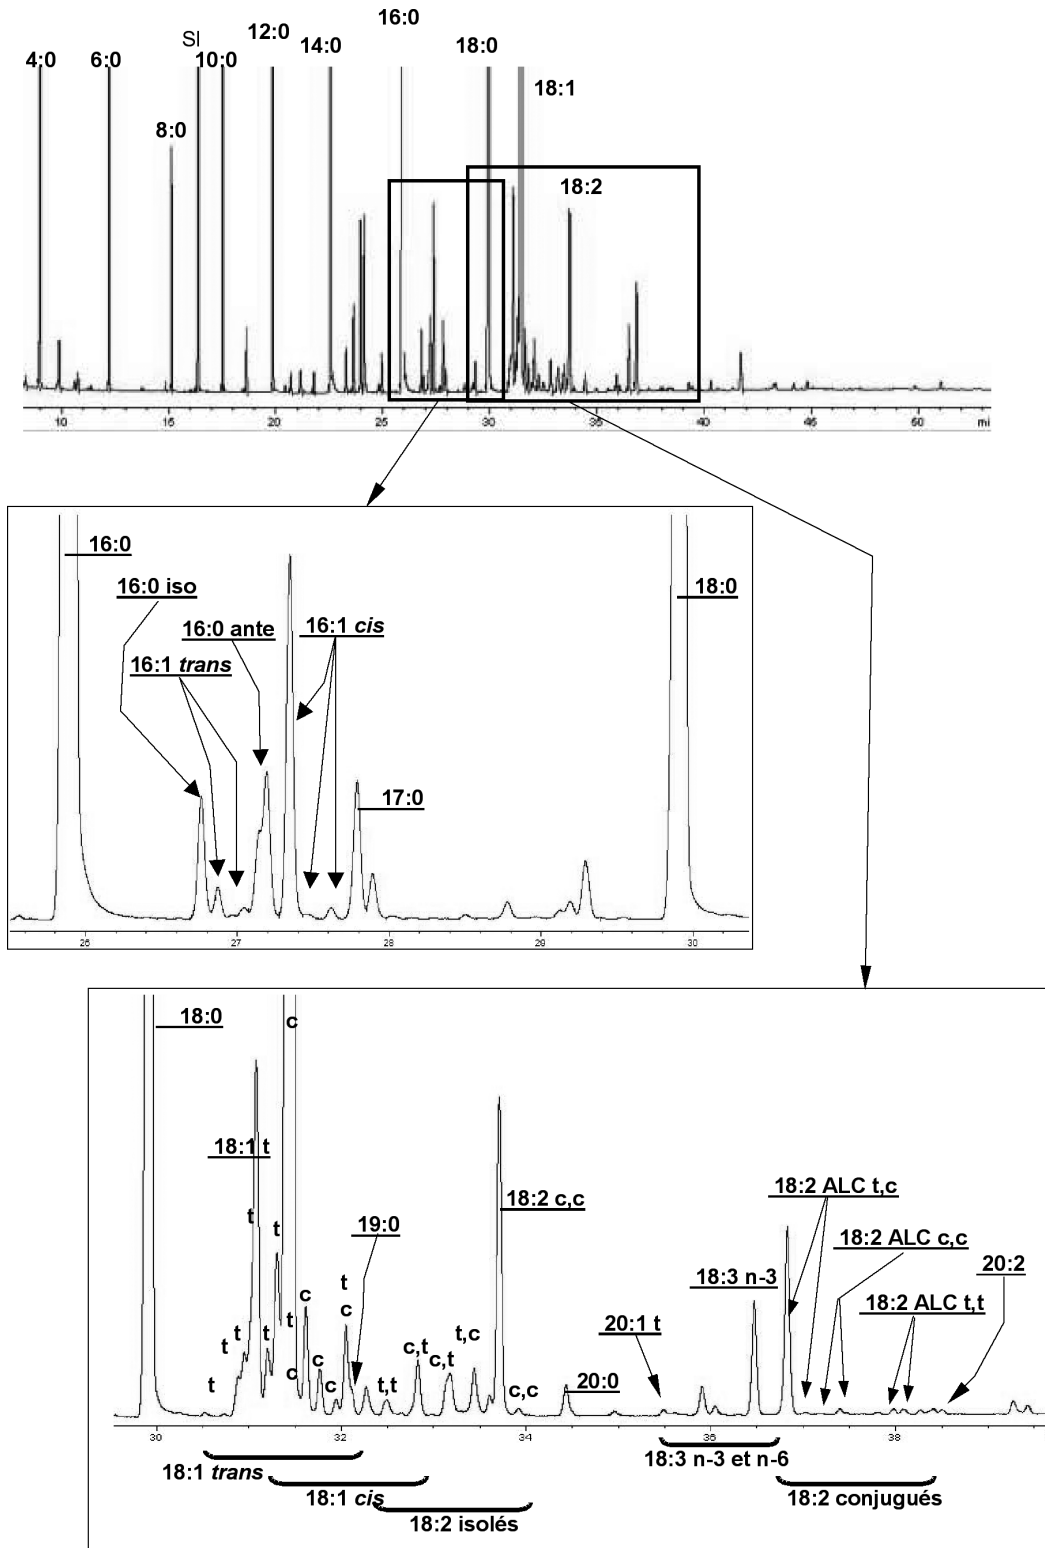 16:0
SI
12:0
14:0
18:0
4:0
6:0
10:0
18:1
8:0
18:2
10
15
20
25
30
35
40
45
50
mi
16:0
16:0 iso
18:0
16:0 ante
16:1 cis
16:1 trans
17:0
26
27
28
29
30
18:0
c
18:1 t
18:2 ALC t,c
18:2 c,c
t
t
19:0
18:2 ALC c,c
20:2
t
18:3 n-3
c
c
18:2 ALC t,t
t
t
t
t
20:1 t
t,c
c,t
c,t
c
c
t
c
t,t
c,c
20:0
30
32
34
36
38
18:3 n-3 et n-6
18:1 trans
18:1 cis
18:2 conjugués
18:2 isolés